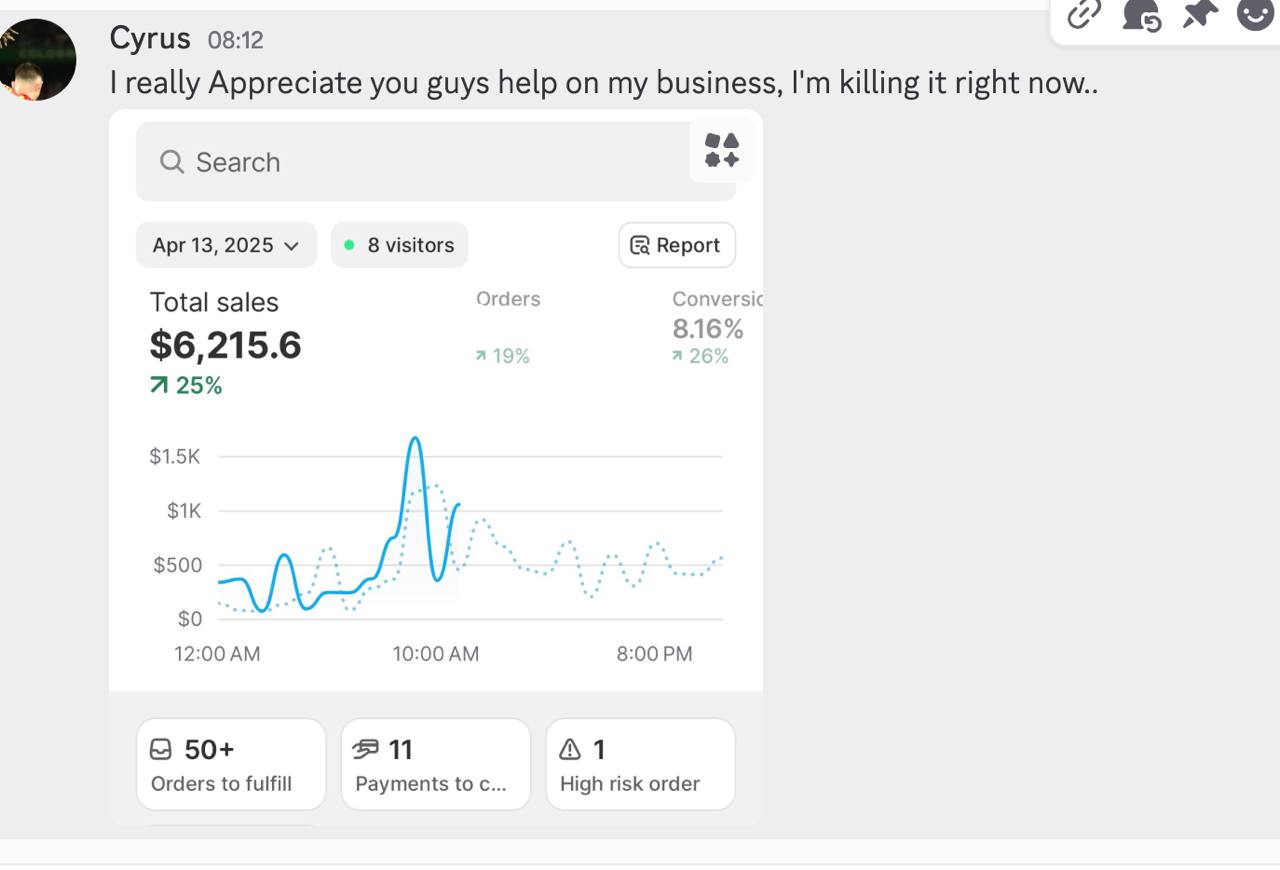 Cyrus 08:12
I really Appreciate you guys help on my business, I'm killing it right now..
Search
Apr 13, 2025 8 visitors Report
Total sales Orders Conversic
$6,215.6 8.16%
25% 19% 26%
$1.5K
$1K
$500
$0
12:00 AM 10:00 AM 8:00 PM
50+ 11 1
Orders to fulfill Payments to c... High risk order